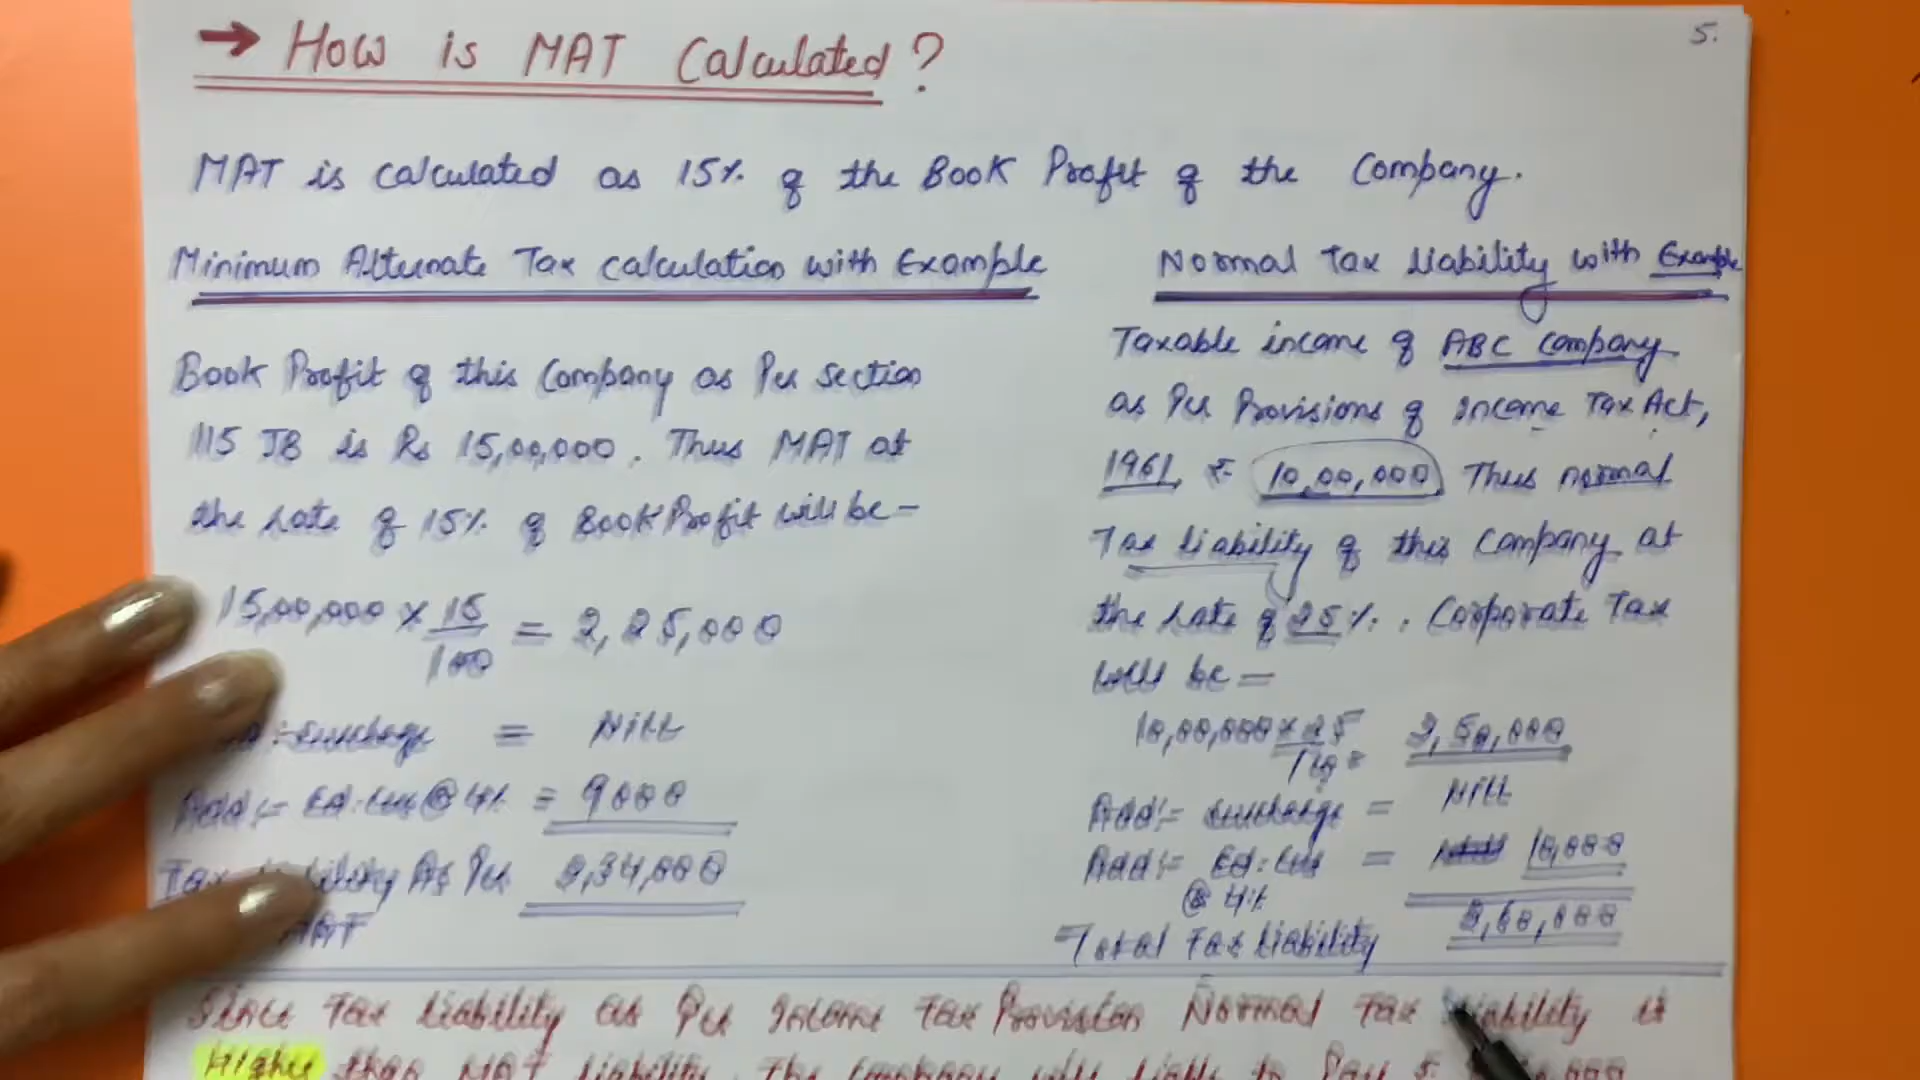 5.
→ How is MAT Calculated?
MAT is calculated as 15% of the Book Profit of the Company.
Minimum Alternate Tax calculation with Example
Book Profit of this Company as Per section
115 JB is Rs 15,00,000. Thus MAT at
the rate of 15% of Book Profit will be -
15,00,000 × 15/100 = 2,25,000
surcharge = Nill
Add:- Ed. Cess @ 4% = 9000
Tax liability As Per 2,34,000
MAT
Normal Tax liability with Example
Taxable income of ABC Company
as Per Provisions of Income Tax Act,
1961 ₹ 10,00,000 Thus normal
Tax liability of this Company at
the rate of 25%. Corporate Tax
will be =
10,00,000 × 25/100 = 2,50,000
Add:- surcharge = Nill
Add:- Ed. Cess = 10,000
@ 4%
Total Tax liability 2,60,000
Since Tax liability as Per Income Tax Provision Normal Tax liability is
Higher than MAT liability. The Company will liable to Pay ₹